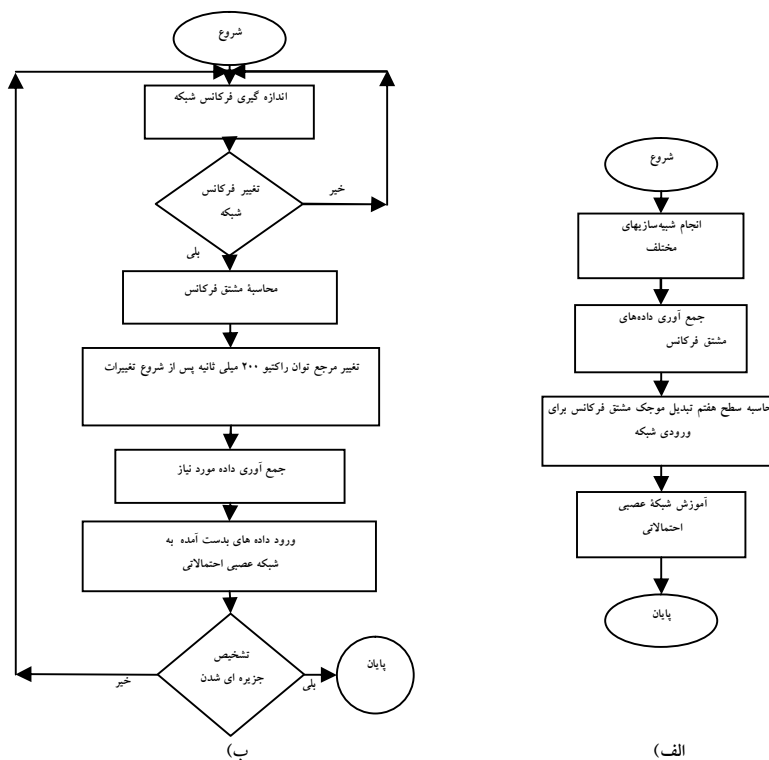 شروع
انجام شبیه‌سازیهای
مختلف
جمع آوری داده‌های
مشتق فرکانس
حاسبه سطح هفتم تبدیل موجک مشتق فرکانس برای
ورودی شبکه
آموزش شبکهٔ عصبی
احتمالاتی
پایان
الف)
شروع
اندازه گیری فرکانس شبکه
تغییر فرکانس
شبکه
خیر
بلی
محاسبهٔ مشتق فرکانس
تغییر مرجع توان راکتیو ۲۰۰ میلی ثانیه پس از شروع تغییرات
جمع آوری داده مورد نیاز
ورود داده های بدست آمده به
شبکه عصبی احتمالاتی
تشخیص
جزیره ای شدن
بلی
خیر
پایان
ب)